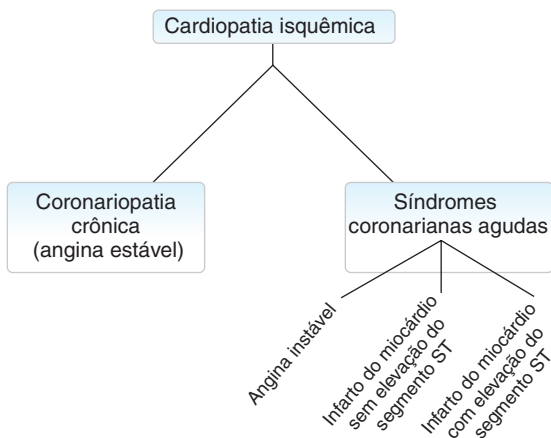 Cardiopatia isquêmica
Coronariopatia
crônica
(angina estável)
Síndromes
coronarianas agudas
Angina instável
Infarto do miocárdio
sem elevação do
segmento ST
Infarto do miocárdio
com elevação do
segmento ST